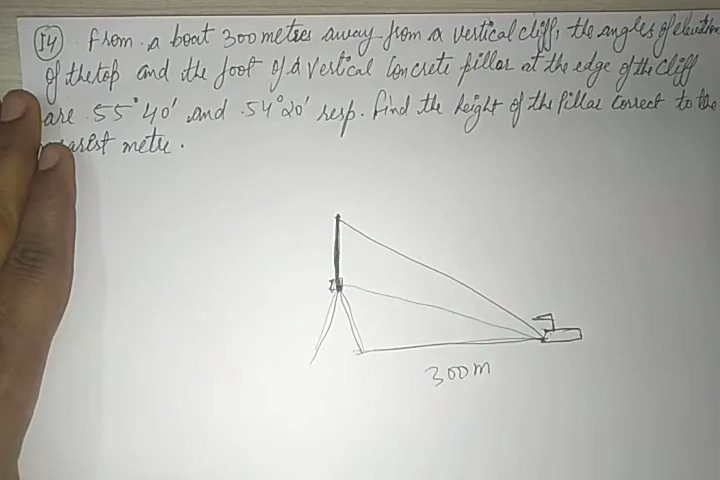 54 from a boat 300 metres away from a vertical cliff, the angles of elevation
of the top and the foot of a vertical concrete pillar at the edge of the cliff
are 55°40' and 54°20' resp. find the height of the pillar correct to the
metre.
300m